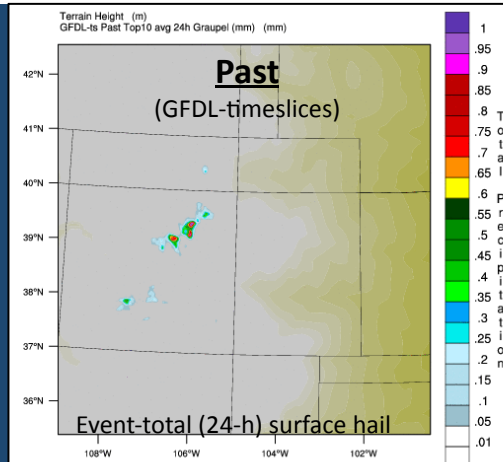 Terrain Height (m)
GFDL-ts Past Top10 avg 24h Graupel (mm) (mm)
Past
(GFDL-timeslices)
42°N
41°N
40°N
39°N
38°N
37°N
36°N
Event-total (24-h) surface hail
108°W 106°W 104°W 102°W
1
.95
.9
.85
.8
.75
.7
.65
.6
.55
.5
.45
.4
.35
.3
.25
.2
.15
.1
.05
.01
Total Precipitation